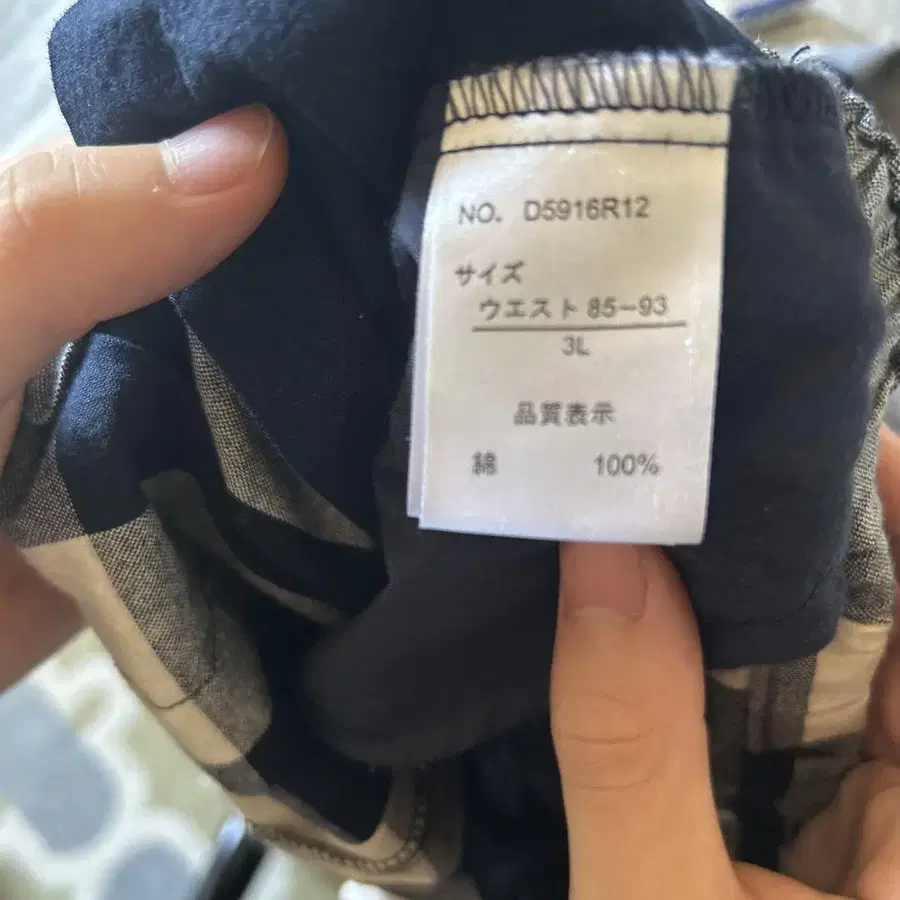 NO. D5916R12
サイズ
ウエスト 85-93
3L
品質表示
綿 100%